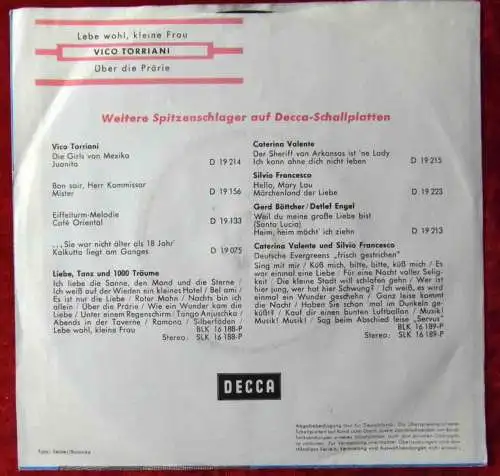 Lebe wohl, kleine Frau
VICO TORRIANI
Über die Prärie
Weitere Spitzenschlager auf Decca-Schallplatten
Vico Torriani
Die Girls von Mexiko
Juanita D 19 214
Bon soir, Herr Kommissar
Mister D 19 156
Eiffelturm-Melodie
Café Oriental D 19 133
... Sie war nicht älter als 18 Jahr'
Kalkutta liegt am Ganges D 19 075
Liebe, Tanz und 1000 Träume
Ich liebe die Sonne, den Mond und die Sterne /
Ich weiß auf der Wieden ein kleines Hotel / Bel ami /
Es ist nur die Liebe / Roter Mohn / Nachts bin ich
allein / Über die Prärie / Wie ein Wunder kam die
Liebe / Unter einem Regenschirm / Tango Anjuschka /
Abends in der Taverne / Ramona / Silberfäden /
Lebe wohl, kleine Frau BLK 16 188-P
Stereo: SLK 16 188-P
Caterina Valente
Der Sheriff von Arkansas ist 'ne Lady
Ich kann ohne dich nicht leben D 19 215
Silvio Francesco
Hello, Mary Lou
Märchenland der Liebe D 19 223
Gerd Böttcher/Detlef Engel
Weil du meine große Liebe bist
(Santa Lucia)
Heim, heim möcht' ich ziehn D 19 213
Caterina Valente und Silvio Francesco
Deutsche Evergreens „frisch gestrichen"
Sing mit mir / Küß mich, bitte, bitte, küß mich / Es
war einmal eine Liebe / Für eine Nacht voller Selig-
keit / Die kleine Stadt will schlafen gehn / Wer ist
hier jung, wer hat hier Schwung? / Ich weiß, es wird
einmal ein Wunder geschehn / Ganz leise kommt
die Nacht / Haben Sie schon 'mal im Dunkeln ge-
küßt? / Kauf dir einen bunten Luftballon / Musik!
Musik! Musik! / Sag beim Abschied leise „Servus"
BLK 16 189-P
Stereo: SLK 16 189-P
DECCA